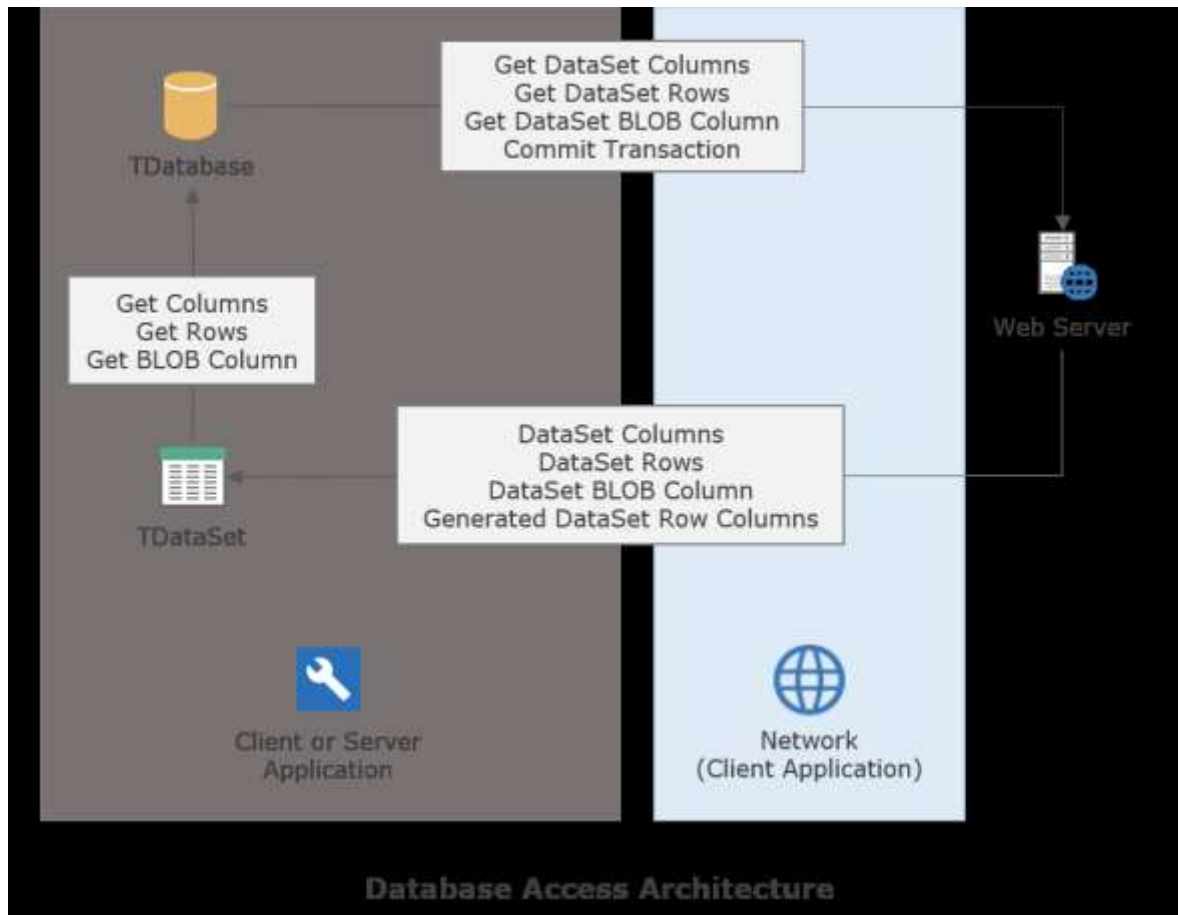 Get DataSet Columns
Get DataSet Rows
Get DataSet BLOB Column
Commit Transaction
TDatabase
Get Columns
Get Rows
Get BLOB Column
Web Server
DataSet Columns
DataSet Rows
DataSet BLOB Column
Generated DataSet Row Columns
TDataSet
Client or Server
Application
Network
(Client Application)
Database Access Architecture